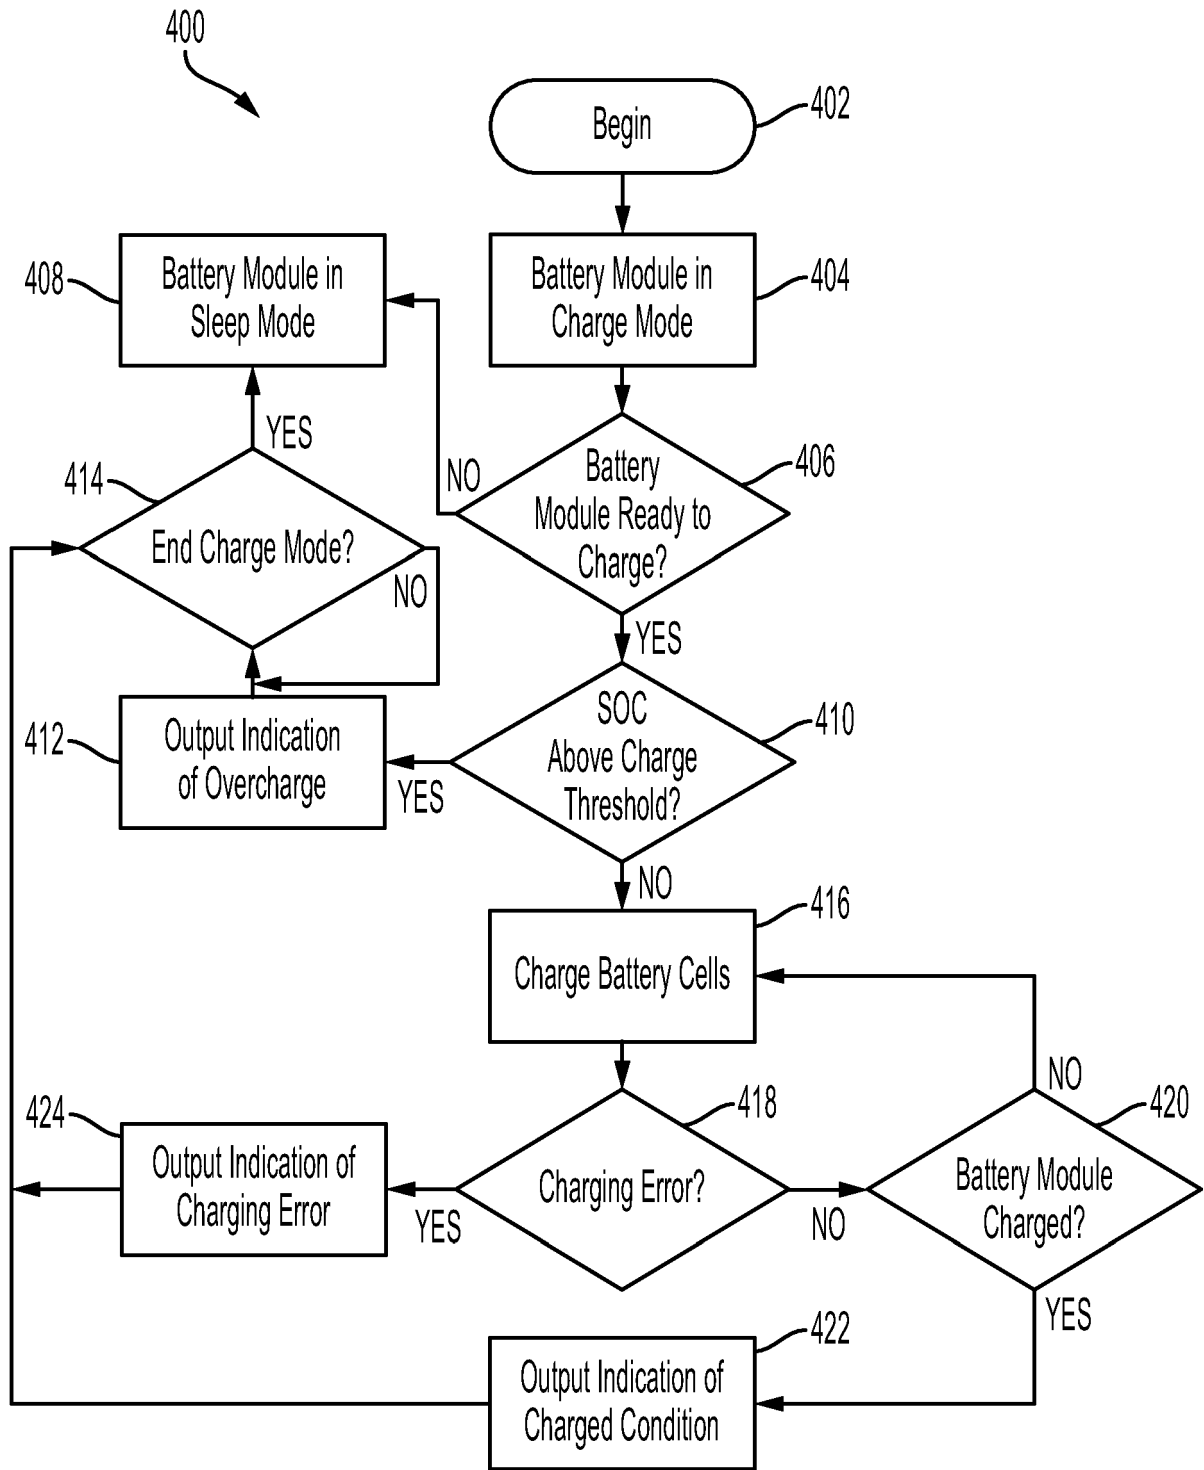 400
Begin
402
Battery Module in
Sleep Mode
408
Battery Module in
Charge Mode
404
YES
414
End Charge Mode?
NO
NO
Battery
Module Ready to
Charge?
406
YES
412
Output Indication
of Overcharge
YES
SOC
Above Charge
Threshold?
410
NO
416
Charge Battery Cells
NO
424
Output Indication of
Charging Error
YES
Charging Error?
418
NO
420
Battery Module
Charged?
YES
422
Output Indication of
Charged Condition